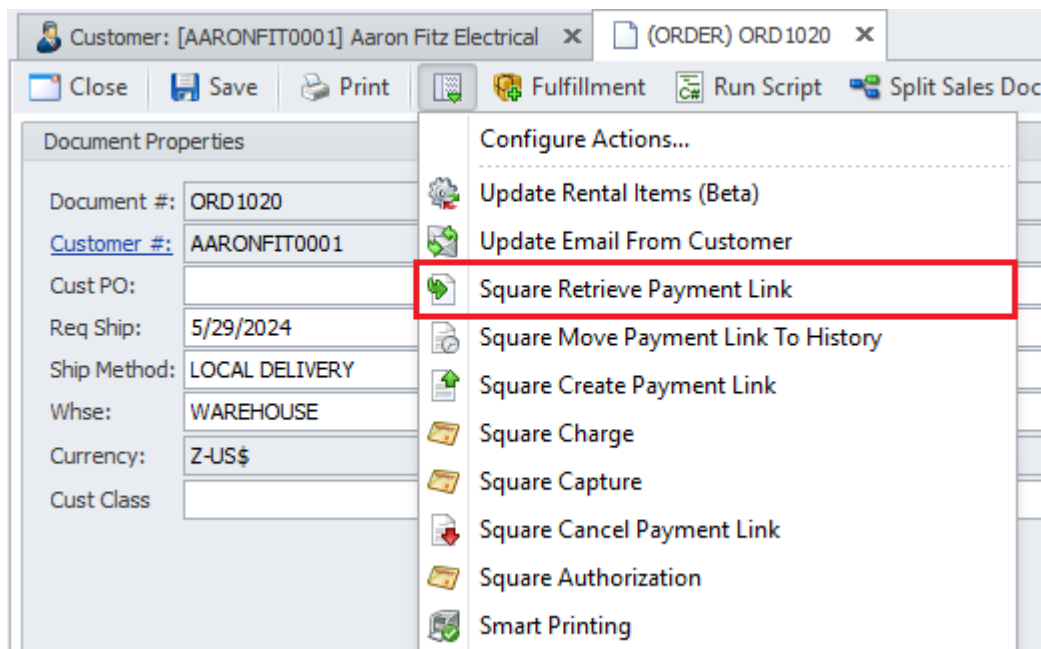 Customer: [AARONFIT0001] Aaron Fitz Electrical
(ORDER) ORD1020
Close Save Print Fulfillment C# Run Script Split Sales Doc
Document Properties
Document #: ORD1020
Customer #: AARONFIT0001
Cust PO:
Req Ship: 5/29/2024
Ship Method: LOCAL DELIVERY
Whse: WAREHOUSE
Currency: Z-US$
Cust Class
Configure Actions...
Update Rental Items (Beta)
Update Email From Customer
Square Retrieve Payment Link
Square Move Payment Link To History
Square Create Payment Link
Square Charge
Square Capture
Square Cancel Payment Link
Square Authorization
Smart Printing